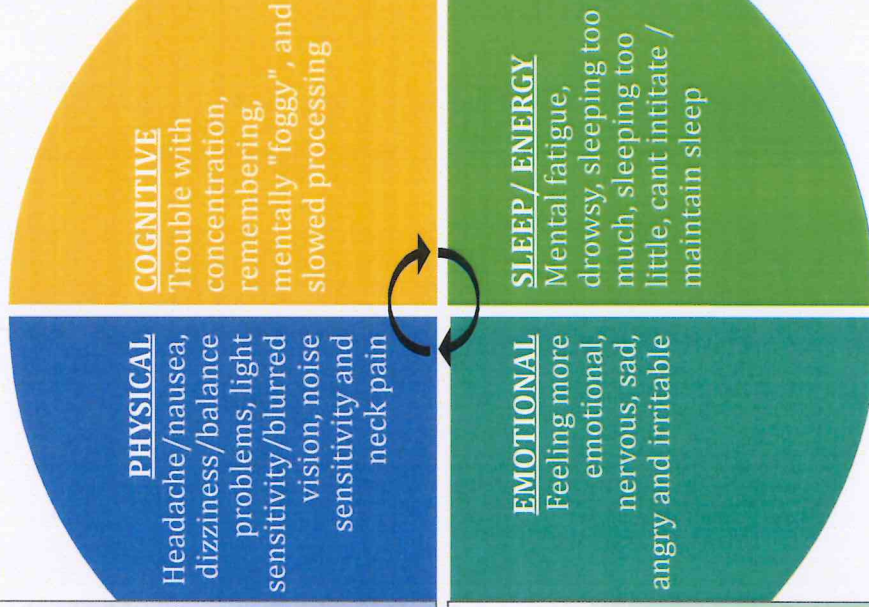 PHYSICAL
Headache/nausea,
dizziness/balance
problems, light
sensitivity/blurred
vision, noise
sensitivity and
neck pain
COGNITIVE
Trouble with
concentration,
remembering,
mentally "foggy", and
slowed processing
EMOTIONAL
Feeling more
emotional,
nervous, sad,
angry and irritable
SLEEP/ ENERGY
Mental fatigue,
drowsy, sleeping too
much, sleeping too
little, cant intitate /
maintain sleep